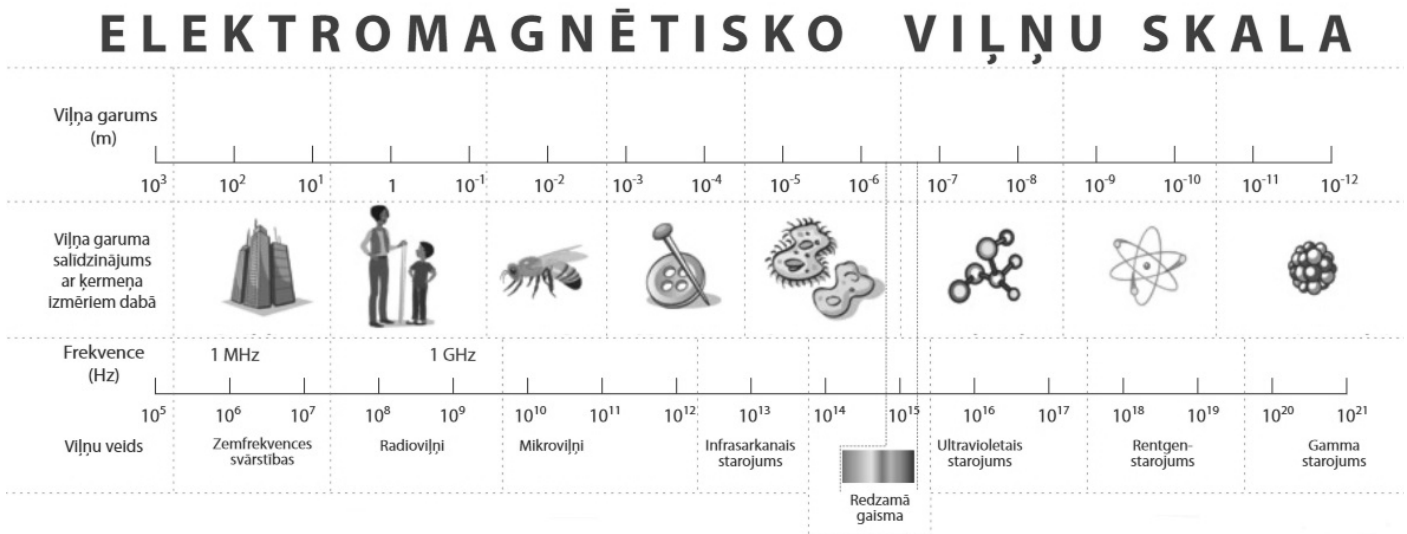 ELEKTROMAGNĒTISKO VIĻŅU SKALA
Viļņa garums
(m)
10³ 10² 10¹ 1 10⁻¹ 10⁻² 10⁻³ 10⁻⁴ 10⁻⁵ 10⁻⁶ 10⁻⁷ 10⁻⁸ 10⁻⁹ 10⁻¹⁰ 10⁻¹¹ 10⁻¹²
Viļņa garuma
salīdzinājums
ar ķermeņa
izmēriem dabā
Frekvence
(Hz)
1 MHz 1 GHz
10⁵ 10⁶ 10⁷ 10⁸ 10⁹ 10¹⁰ 10¹¹ 10¹² 10¹³ 10¹⁴ 10¹⁵ 10¹⁶ 10¹⁷ 10¹⁸ 10¹⁹ 10²⁰ 10²¹
Viļņu veids
Zemfrekvences
svārstības
Radioviļņi
Mikroviļņi
Infrasarkanais
starojums
Redzamā
gaisma
Ultravioletais
starojums
Rentgen-
starojums
Gamma
starojums